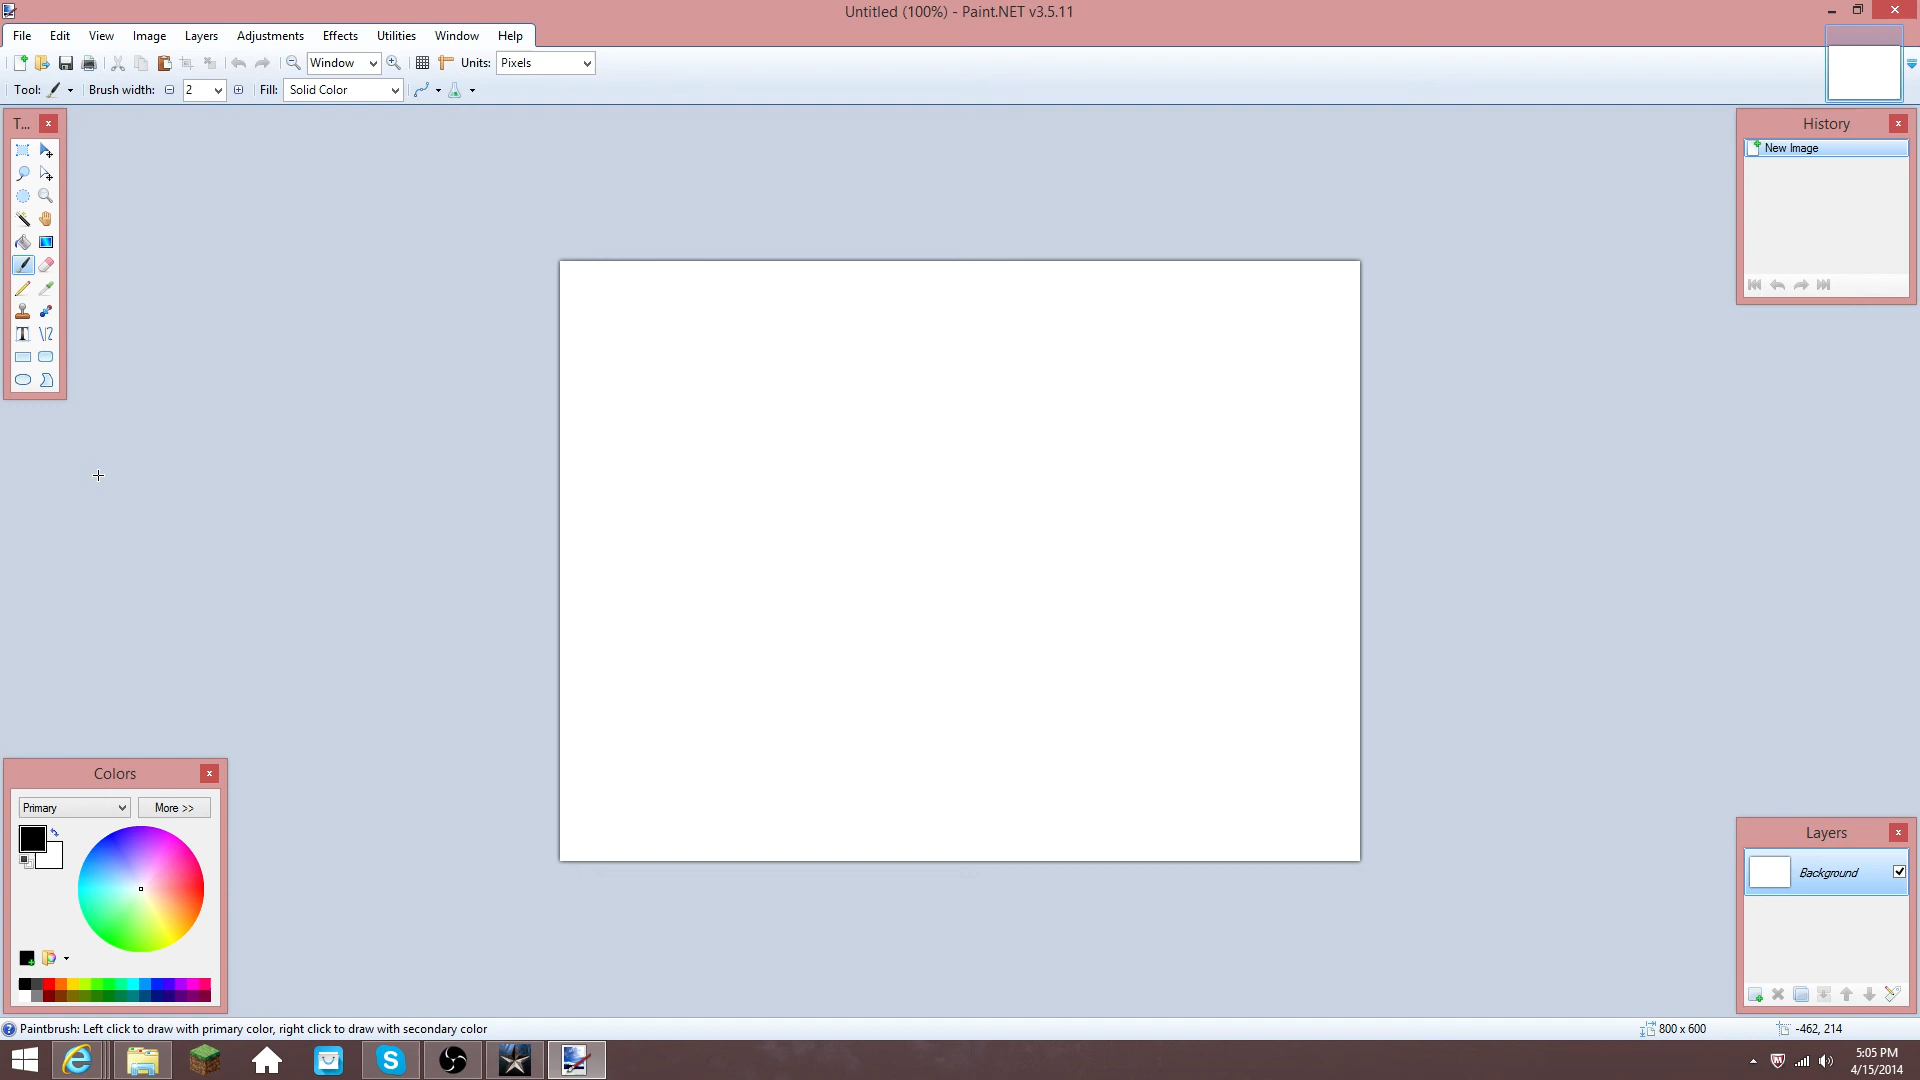 Untitled (100%) - Paint.NET v3.5.11
File Edit View Image Layers Adjustments Effects Utilities Window Help
Window Units: Pixels
Tool: Brush width: 2 Fill: Solid Color
T...
History
New Image
Colors
Primary More >>
Layers
Background
Paintbrush: Left click to draw with primary color, right click to draw with secondary color 800 x 600 -462, 214
5:05 PM
4/15/2014